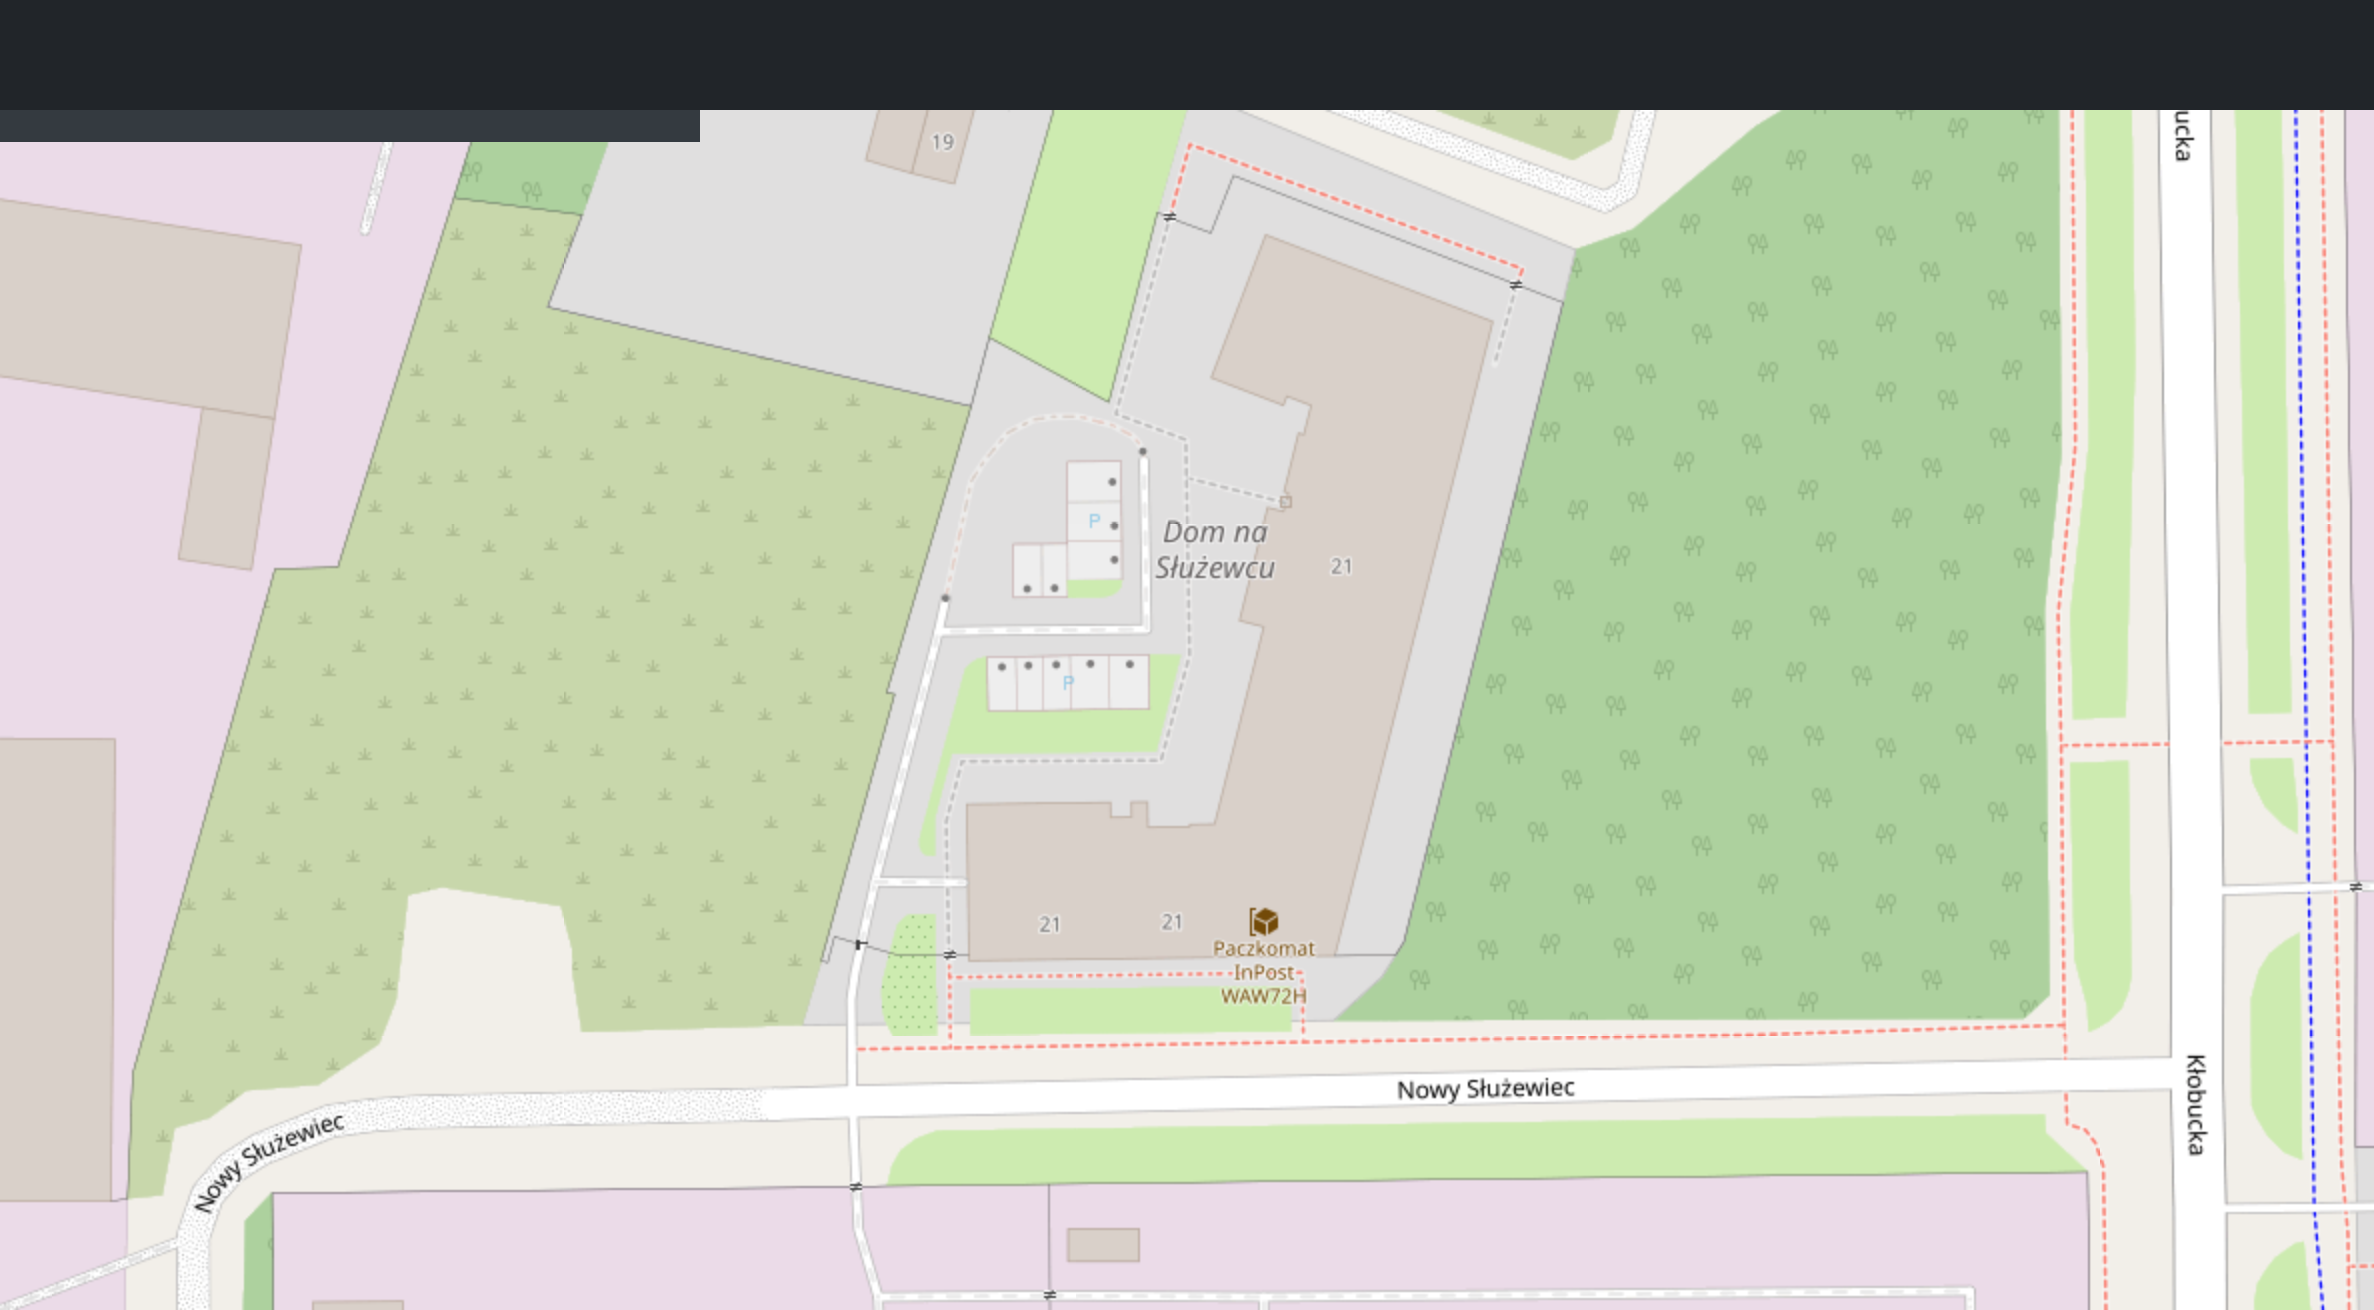 19
ucka
P
Dom na
Służewcu
21
P
21
21
Paczkomat
InPost
WAW72H
Nowy Służewiec
Nowy Służewiec
Kłobucka